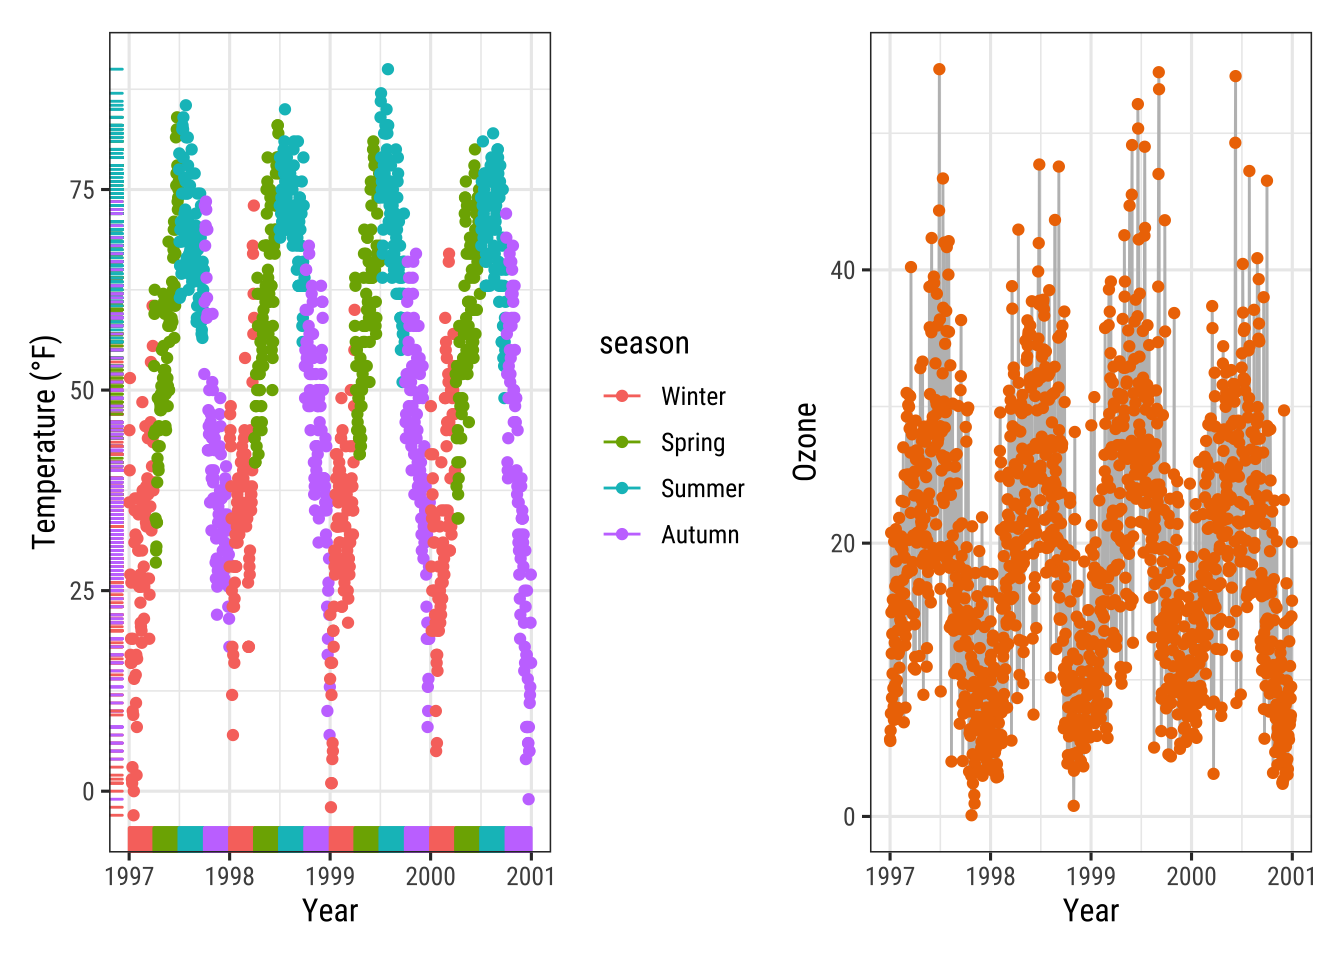 Temperature (°F)
75
50
25
0
1997 1998 1999 2000 2001
Year
season
Winter
Spring
Summer
Autumn
Ozone
40
20
0
1997 1998 1999 2000 2001
Year